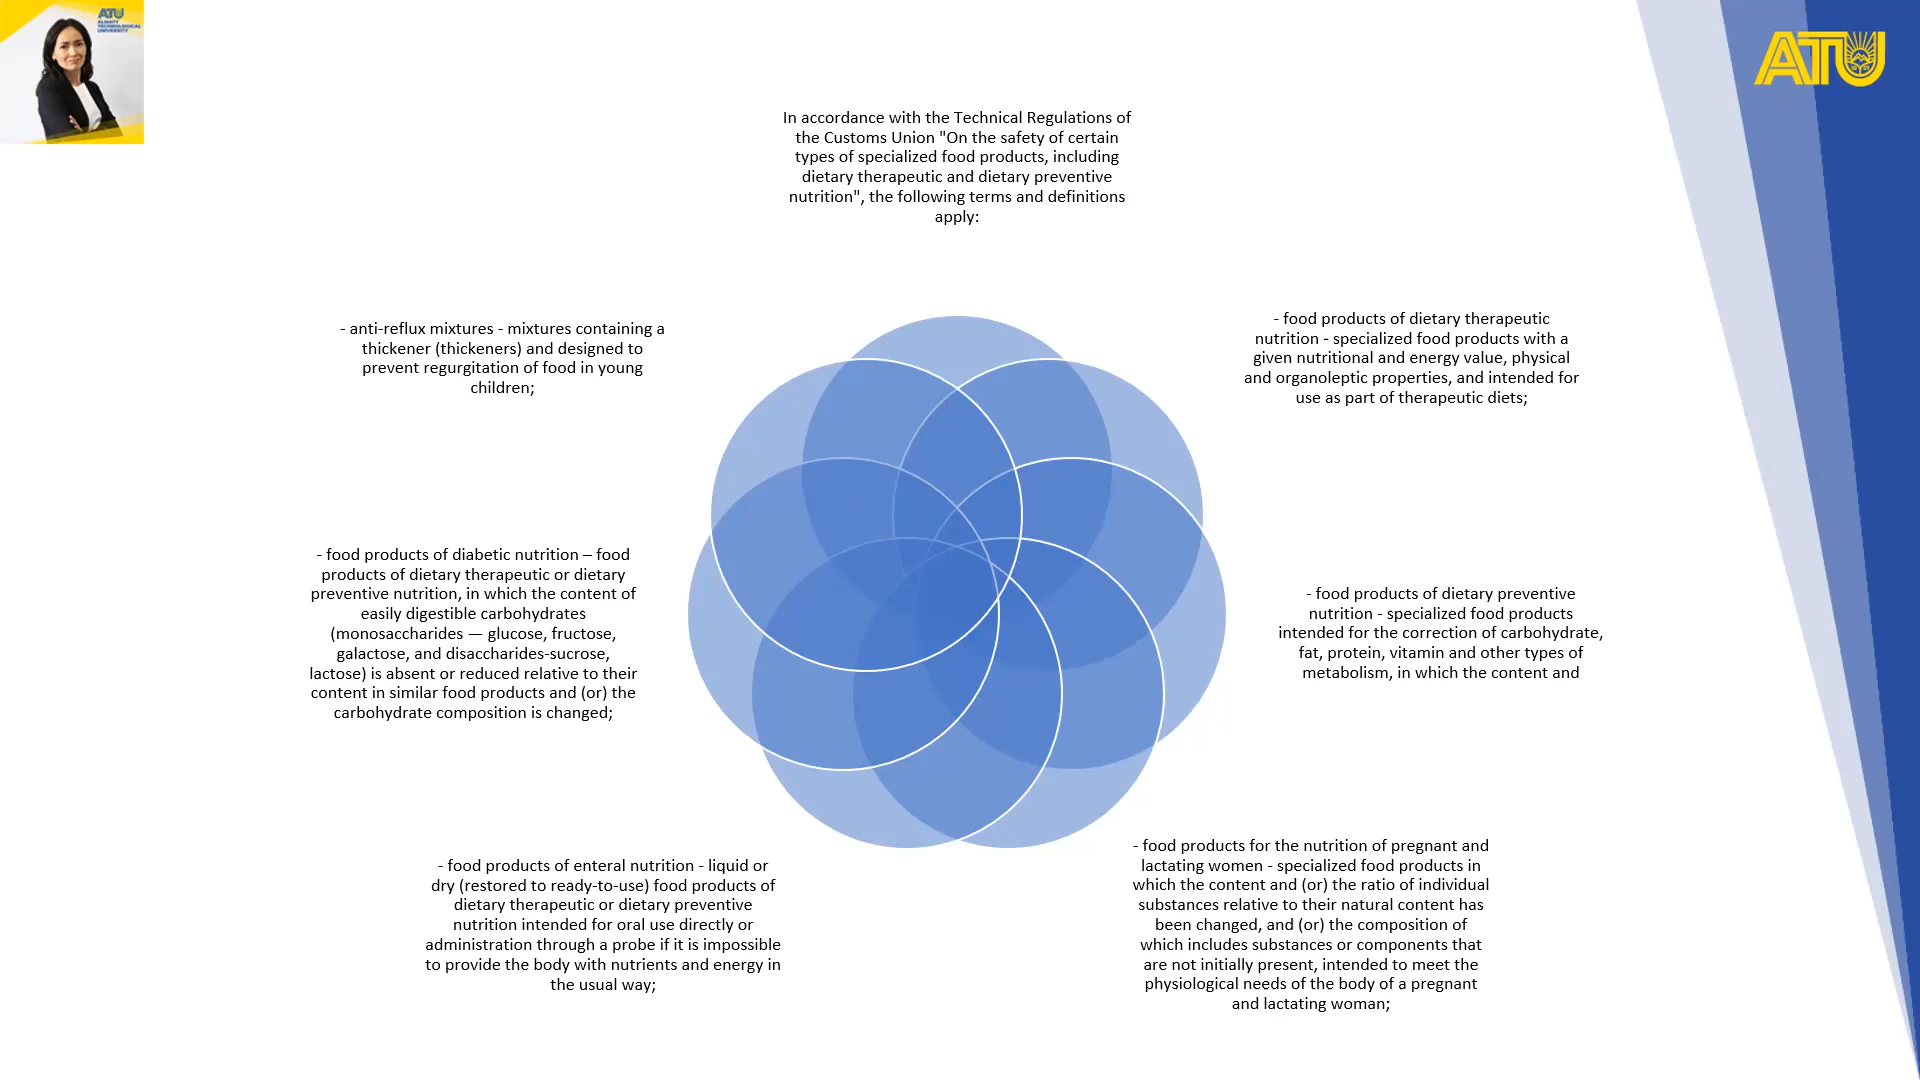 ATU
ALMATY
TECHNOLOGICAL
UNIVERSITY
ATU
In accordance with the Technical Regulations of
the Customs Union "On the safety of certain
types of specialized food products, including
dietary therapeutic and dietary preventive
nutrition", the following terms and definitions
apply:
- food products of dietary therapeutic
nutrition - specialized food products with a
given nutritional and energy value, physical
and organoleptic properties, and intended for
use as part of therapeutic diets;
- food products of dietary preventive
nutrition - specialized food products
intended for the correction of carbohydrate,
fat, protein, vitamin and other types of
metabolism, in which the content and
- food products for the nutrition of pregnant and
lactating women - specialized food products in
which the content and (or) the ratio of individual
substances relative to their natural content has
been changed, and (or) the composition of
which includes substances or components that
are not initially present, intended to meet the
physiological needs of the body of a pregnant
and lactating woman;
- food products of enteral nutrition - liquid or
dry (restored to ready-to-use) food products of
dietary therapeutic or dietary preventive
nutrition intended for oral use directly or
administration through a probe if it is impossible
to provide the body with nutrients and energy in
the usual way;
- food products of diabetic nutrition – food
products of dietary therapeutic or dietary
preventive nutrition, in which the content of
easily digestible carbohydrates
(monosaccharides — glucose, fructose,
galactose, and disaccharides-sucrose,
lactose) is absent or reduced relative to their
content in similar food products and (or) the
carbohydrate composition is changed;
- anti-reflux mixtures - mixtures containing a
thickener (thickeners) and designed to
prevent regurgitation of food in young
children;